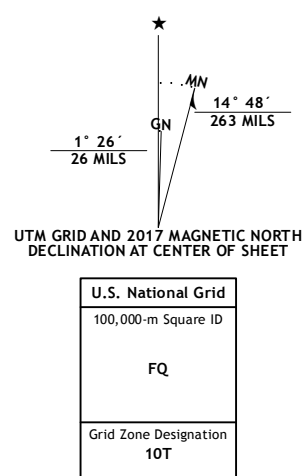 ★
MN
GN
14° 48´
263 MILS
1° 26´
26 MILS
UTM GRID AND 2017 MAGNETIC NORTH
DECLINATION AT CENTER OF SHEET
U.S. National Grid
100,000-m Square ID
FQ
Grid Zone Designation
10T